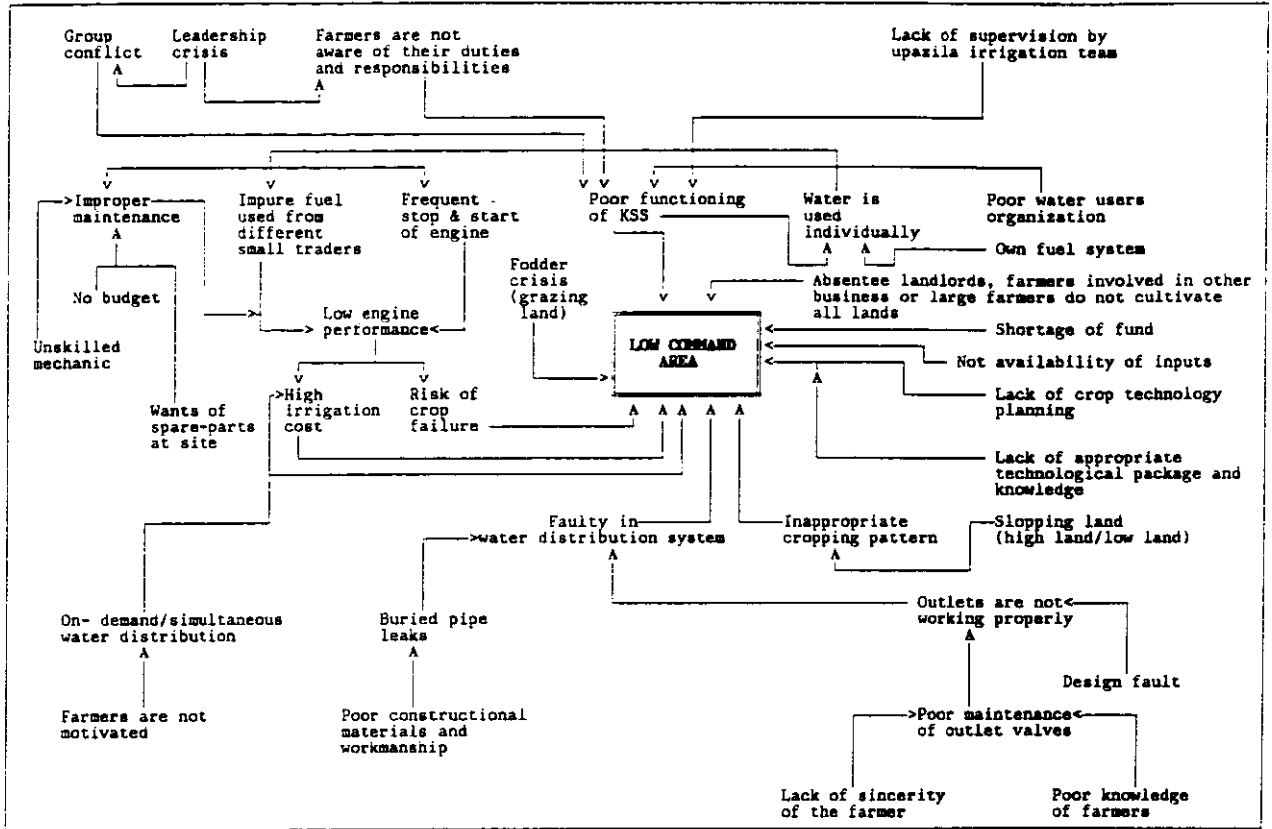 Group
conflict
Leadership
crisis
Farmers are not
aware of their duties
and responsibilities
Lack of supervision by
upazila irrigation team
Improper
maintenance
Impure fuel
used from
different
small traders
Frequent
stop & start
of engine
Poor functioning
of KSS
Water is
used
individually
Poor water users
organization
Own fuel system
No budget
Unskilled
mechanic
Wants of
spare-parts
at site
Low engine
performance
Fodder
crisis
(grazing
land)
Absentee landlords, farmers involved in other
business or large farmers do not cultivate
all lands
LOW COMMAND
AREA
Shortage of fund
Not availability of inputs
Lack of crop technology
planning
High
irrigation
cost
Risk of
crop
failure
Lack of appropriate
technological package and
knowledge
Faulty in
water distribution system
Inappropriate
cropping pattern
Slopping land
(high land/low land)
On- demand/simultaneous
water distribution
Buried pipe
leaks
Outlets are not
working properly
Design fault
Farmers are not
motivated
Poor constructional
materials and
workmanship
Poor maintenance
of outlet valves
Lack of sincerity
of the farmer
Poor knowledge
of farmers